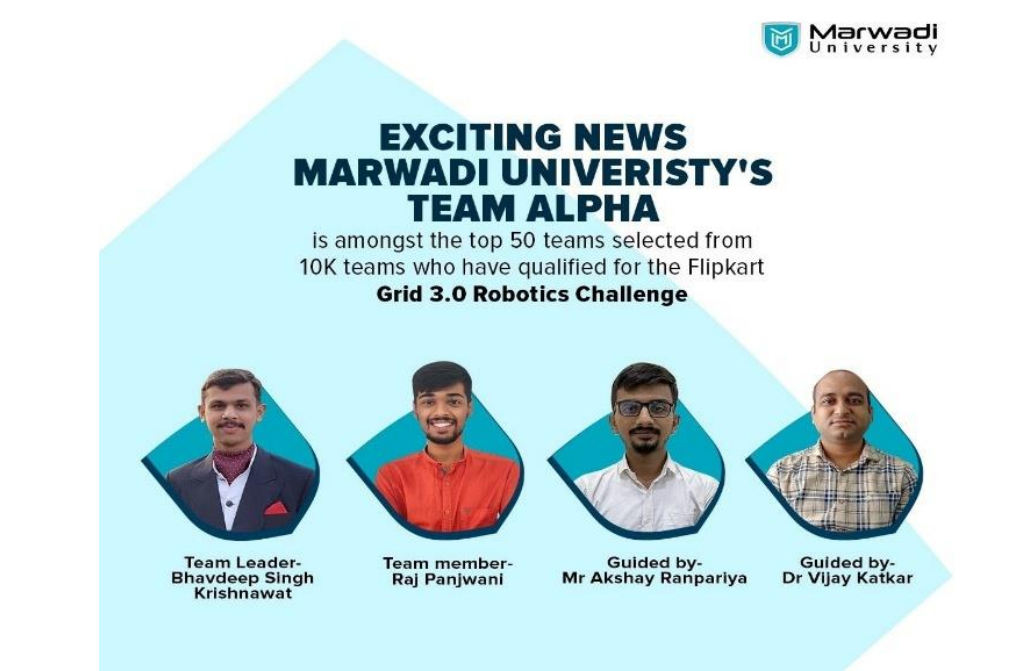 Marwadi
University
EXCITING NEWS
MARWADI UNIVERISTY'S
TEAM ALPHA
is amongst the top 50 teams selected from
10K teams who have qualified for the Flipkart
Grid 3.0 Robotics Challenge
Team Leader-
Bhavdeep Singh
Krishnawat
Team member-
Raj Panjwani
Guided by-
Mr Akshay Ranpariya
Guided by-
Dr Vijay Katkar